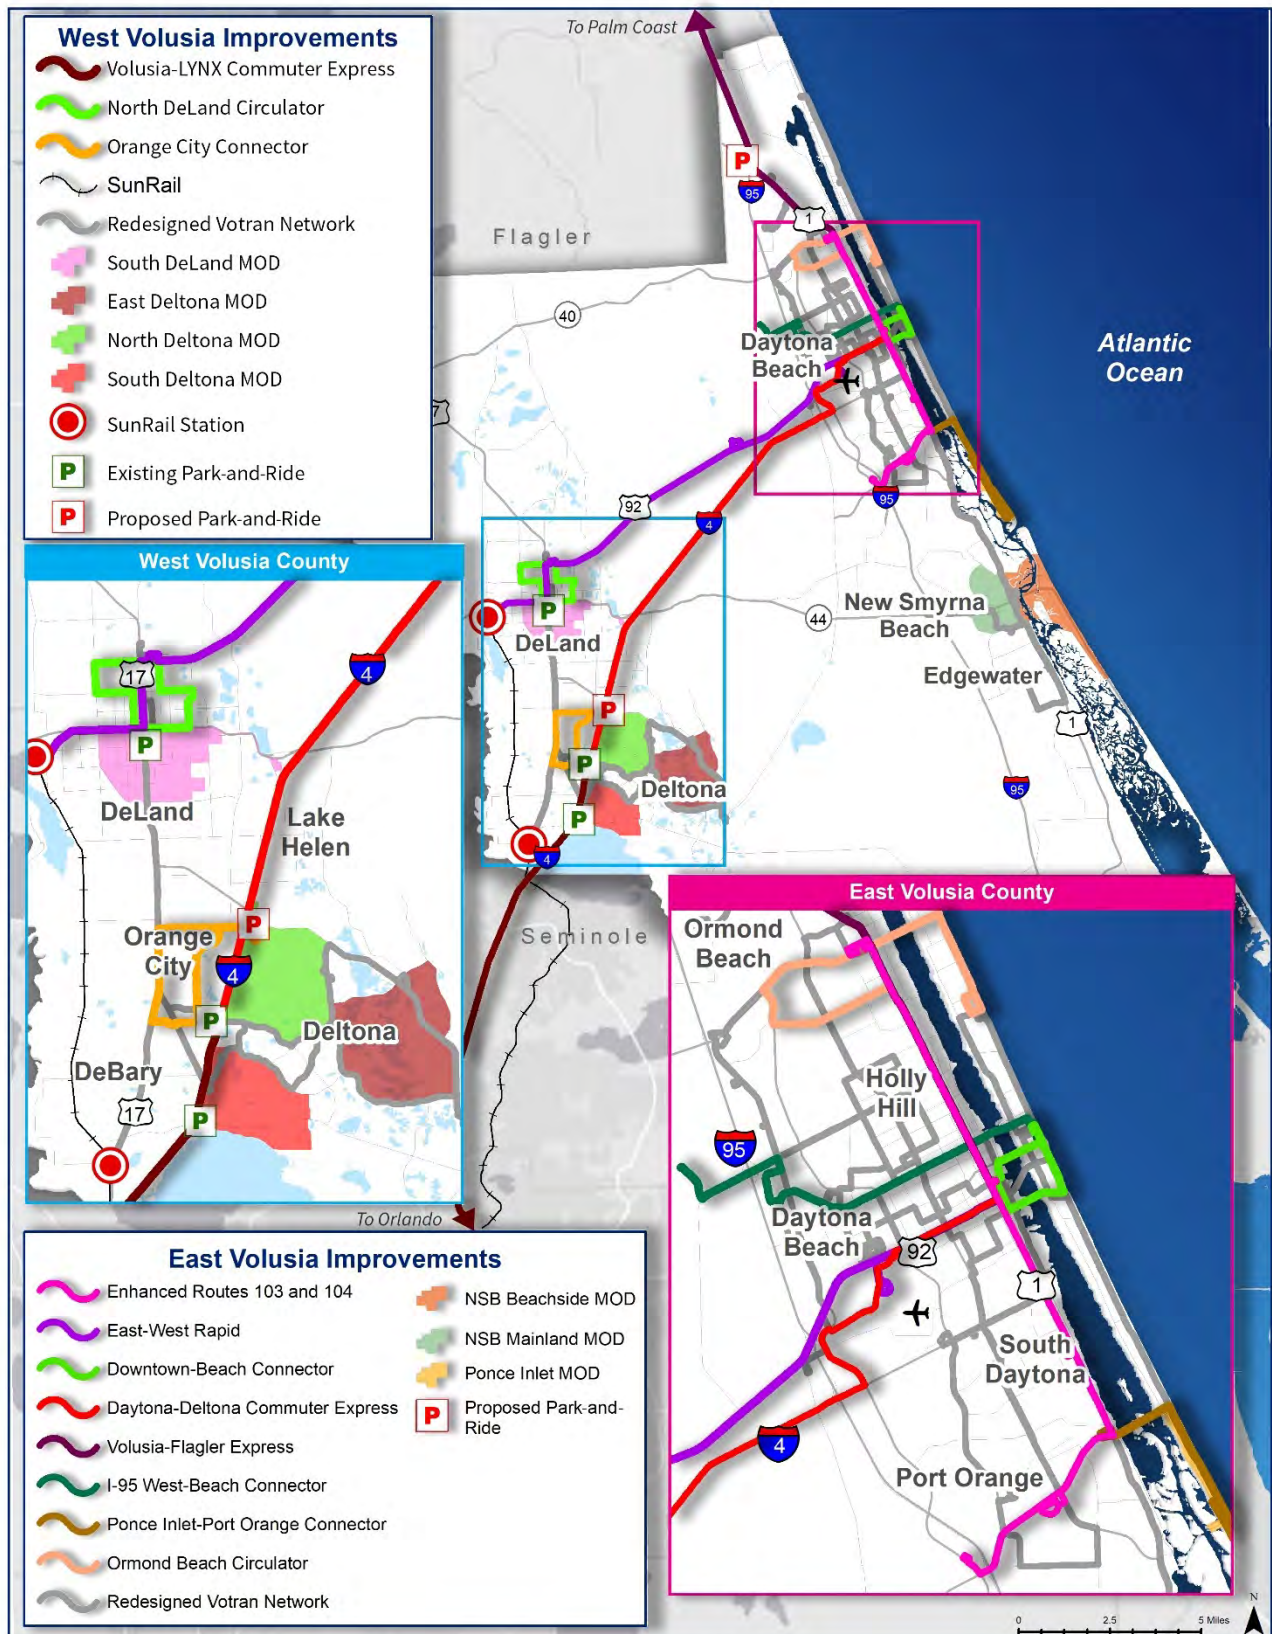 West Volusia Improvements
Volusia-LYNX Commuter Express
North DeLand Circulator
Orange City Connector
SunRail
Redesigned Votran Network
South DeLand MOD
East Deltona MOD
North Deltona MOD
South Deltona MOD
SunRail Station
P Existing Park-and-Ride
P Proposed Park-and-Ride
To Palm Coast
P
95
1
Flagler
40
Daytona
Beach
Atlantic
Ocean
7
92
95
4
P
DeLand
44
New Smyrna
Beach
Edgewater
1
P
P
Deltona
95
P
4
Seminole
To Orlando
West Volusia County
17
4
P
DeLand
Lake
Helen
P
Orange
City
4
P
Deltona
DeBary
17
P
East Volusia County
Ormond
Beach
Holly
Hill
95
Daytona
Beach
92
1
South
Daytona
4
Port Orange
East Volusia Improvements
Enhanced Routes 103 and 104
East-West Rapid
Downtown-Beach Connector
Daytona-Deltona Commuter Express
Volusia-Flagler Express
I-95 West-Beach Connector
Ponce Inlet-Port Orange Connector
Ormond Beach Circulator
Redesigned Votran Network
NSB Beachside MOD
NSB Mainland MOD
Ponce Inlet MOD
P Proposed Park-and-
Ride
N
0 2.5 5 Miles